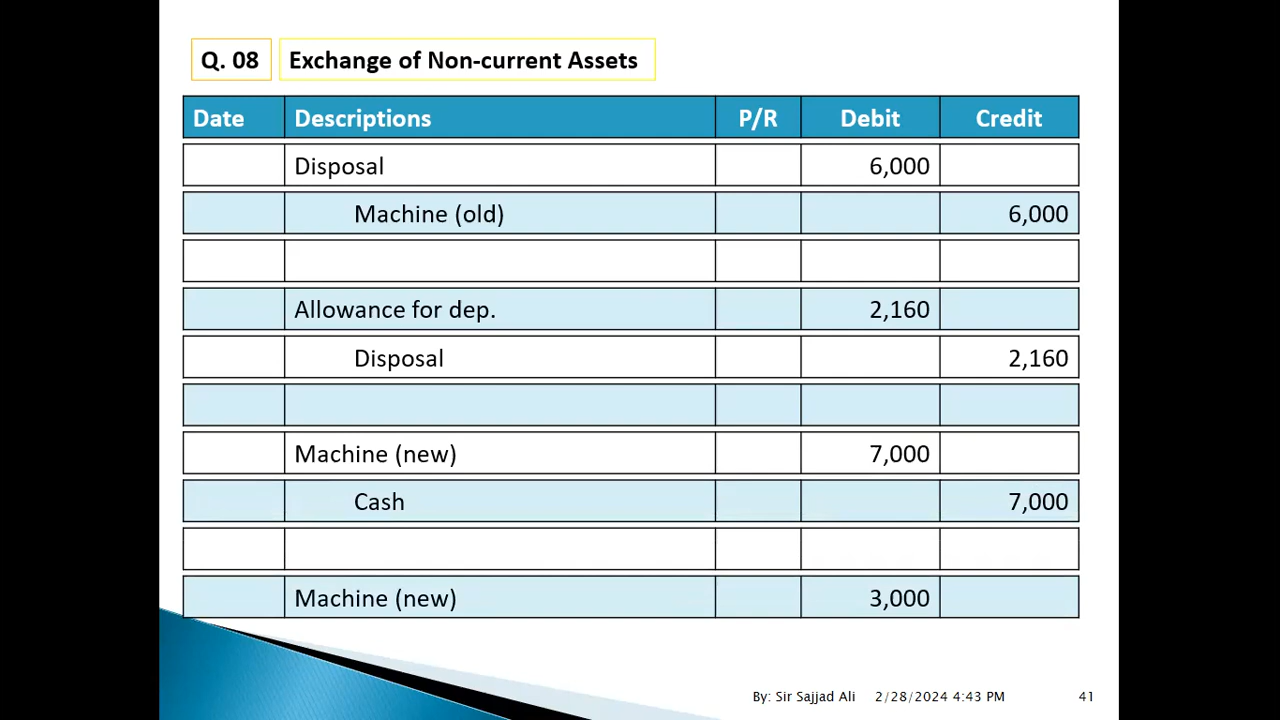 Q. 08 Exchange of Non-current Assets
Date Descriptions P/R Debit Credit
Disposal 6,000
Machine (old) 6,000
Allowance for dep. 2,160
Disposal 2,160
Machine (new) 7,000
Cash 7,000
Machine (new) 3,000
By: Sir Sajjad Ali 2/28/2024 4:43 PM 41